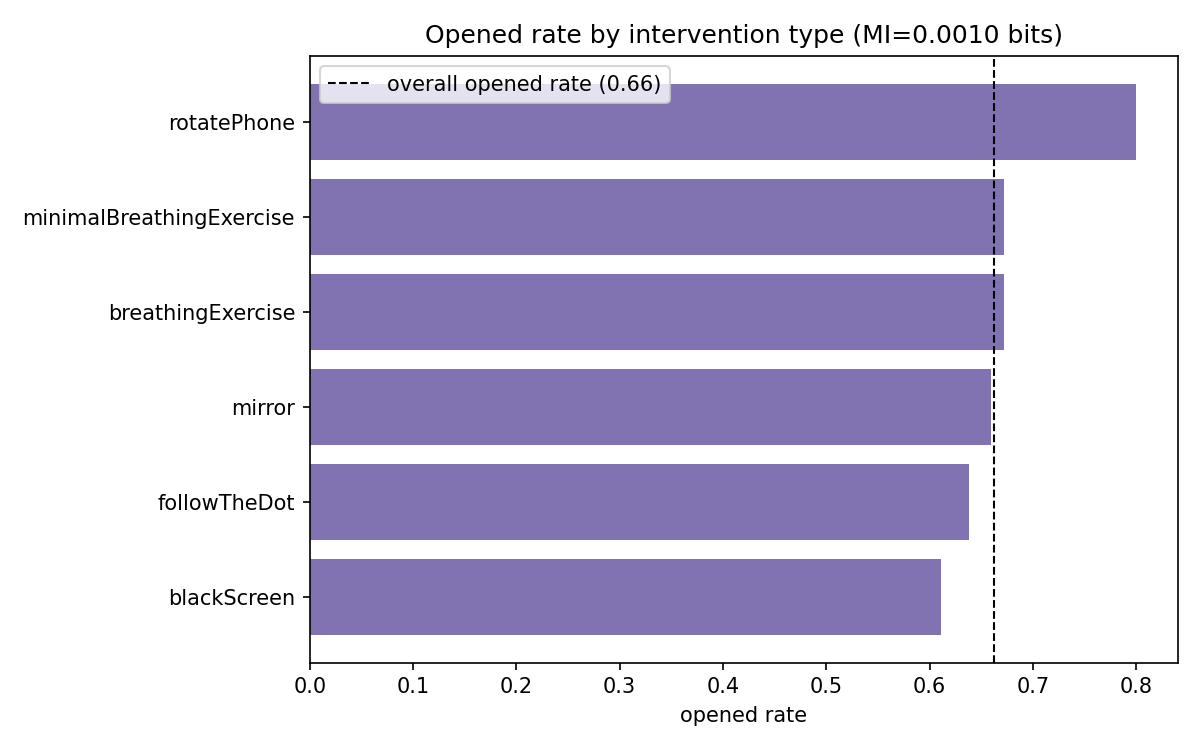 Opened rate by intervention type (MI=0.0010 bits)
overall opened rate (0.66)
rotatePhone
minimalBreathingExercise
breathingExercise
mirror
followTheDot
blackScreen
0.0 0.1 0.2 0.3 0.4 0.5 0.6 0.7 0.8
opened rate